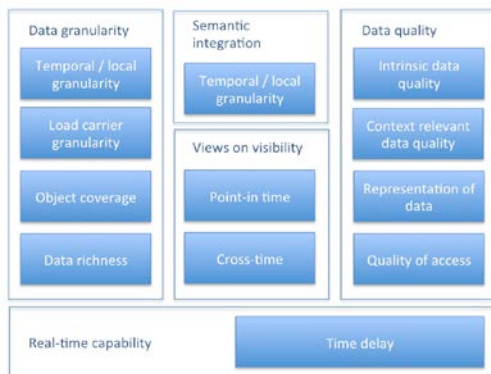 Data granularity
Temporal / local
granularity
Load carrier
granularity
Object coverage
Data richness
Semantic
integration
Temporal / local
granularity
Views on visibility
Point-in time
Cross-time
Data quality
Intrinsic data
quality
Context relevant
data quality
Representation of
data
Quality of access
Real-time capability
Time delay